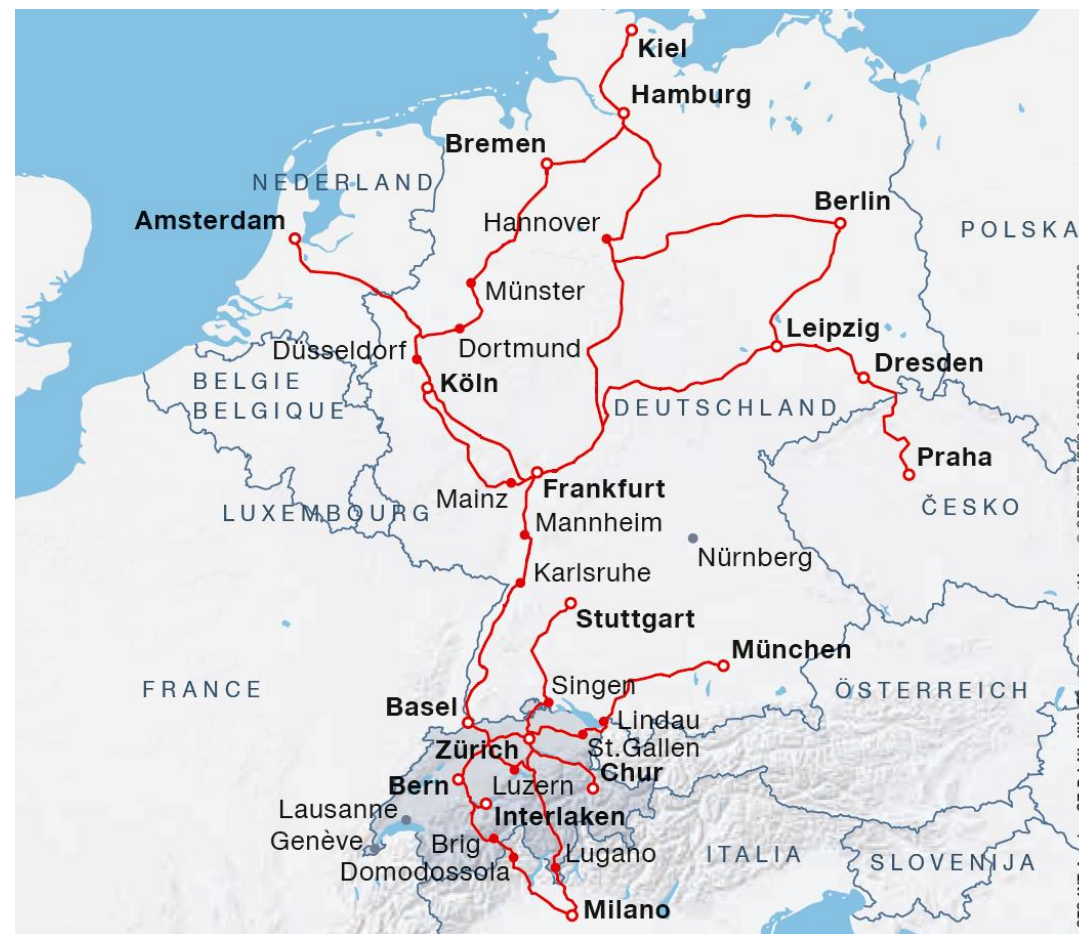 Kiel
Hamburg
Bremen
NEDERLAND
Amsterdam
Hannover
Berlin
POLSKA
Münster
Leipzig
Düsseldorf
Dortmund
Dresden
BELGIE
BELGIQUE
Köln
DEUTSCHLAND
Praha
Mainz
Frankfurt
ČESKO
LUXEMBOURG
Mannheim
Nürnberg
Karlsruhe
Stuttgart
München
FRANCE
Singen
ÖSTERREICH
Basel
Lindau
Zürich
St.Gallen
Bern
Luzern
Chur
Lausanne
Interlaken
Genève
Brig
Lugano
ITALIA
SLOVENIJA
Domodossola
Milano